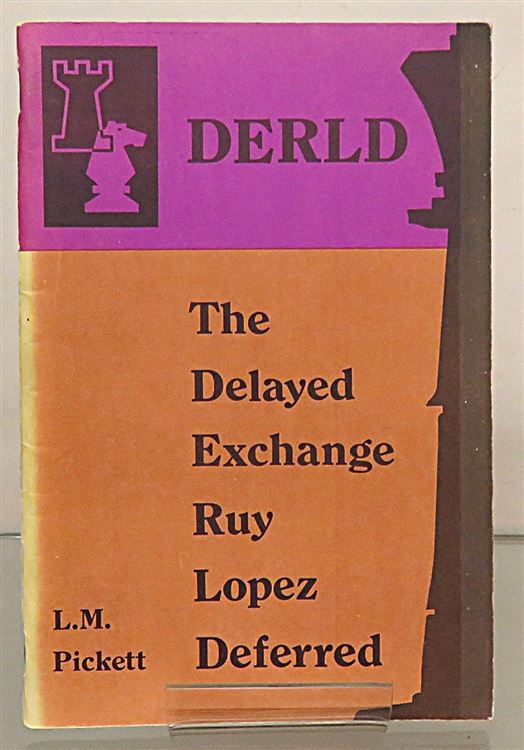 DERLD
The
Delayed
Exchange
Ruy
Lopez
Deferred
L.M.
Pickett